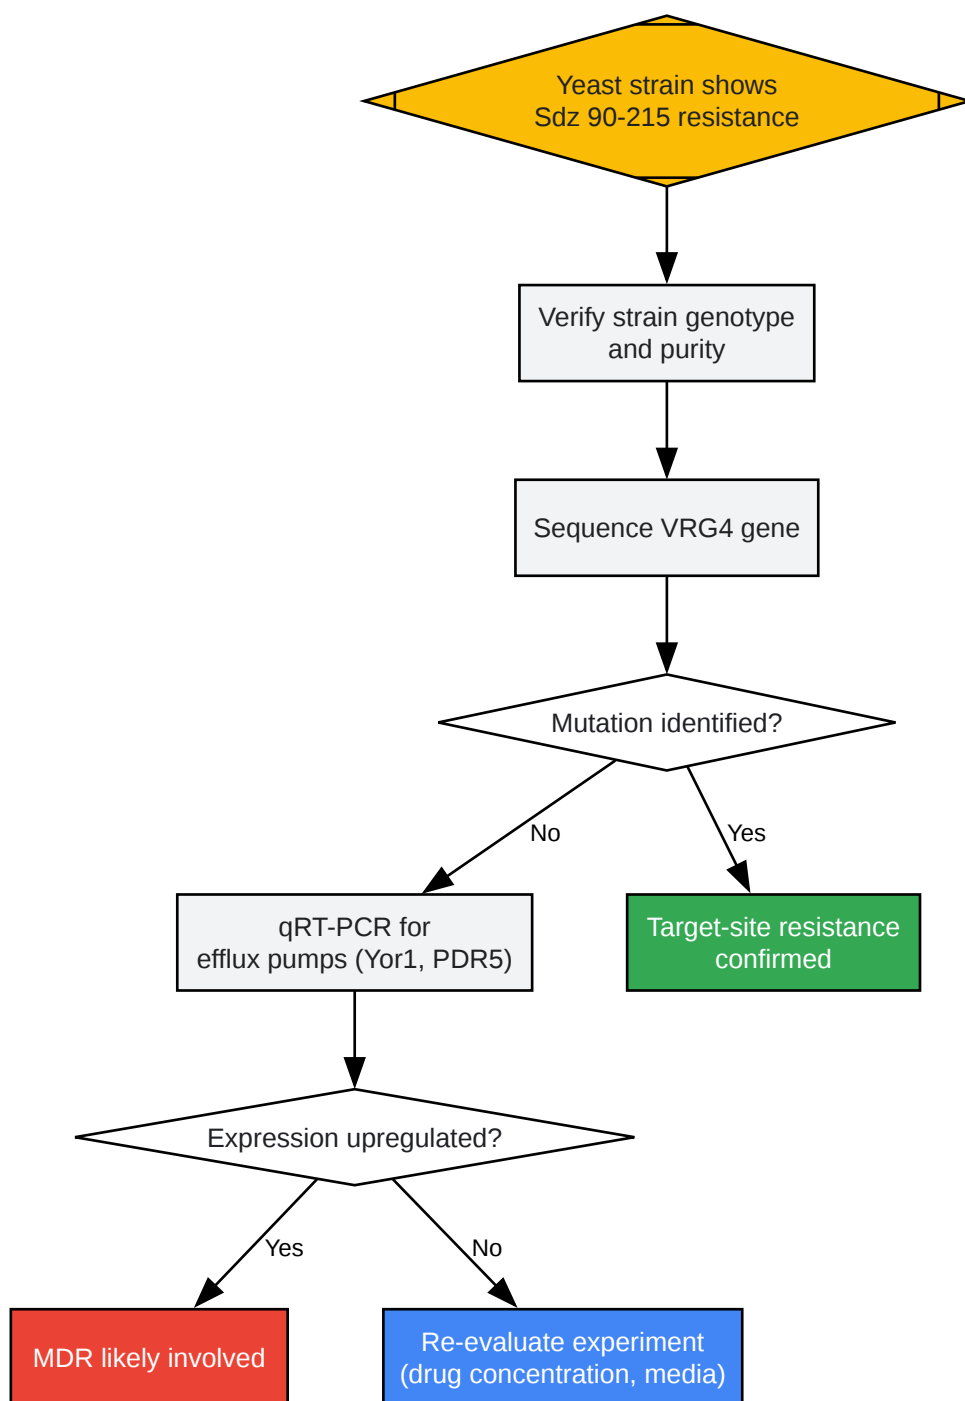 Yeast strain shows
Sdz 90-215 resistance
Verify strain genotype
and purity
Sequence VRG4 gene
Mutation identified?
No
Yes
qRT-PCR for
efflux pumps (Yor1, PDR5)
Target-site resistance
confirmed
Expression upregulated?
Yes
No
MDR likely involved
Re-evaluate experiment
(drug concentration, media)